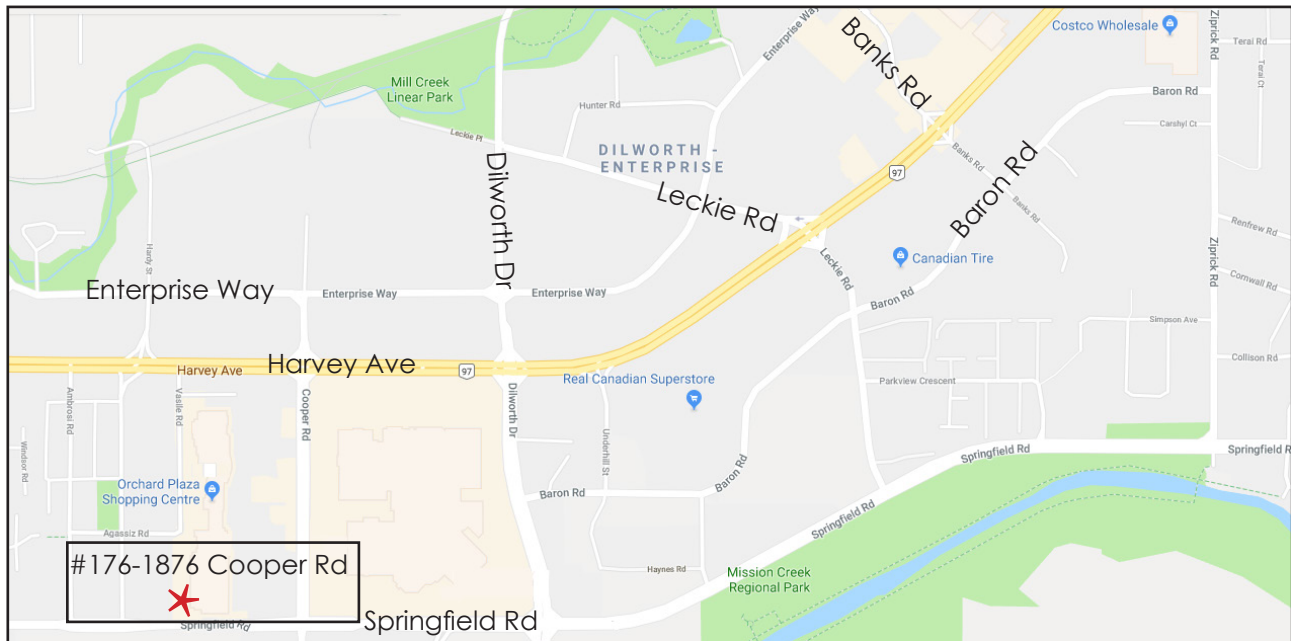 Costco Wholesale
Ziprick Rd
Terai Rd
Terai Ct
Enterprise Way
Banks Rd
Mill Creek
Linear Park
Hunter Rd
Baron Rd
Carshyl Ct
Leckie Pl
DILWORTH -
ENTERPRISE
97
Banks Rd
Banks Rd
Baron Rd
Dilworth Dr
Leckie Rd
Renfrew Rd
Hardy St
Leckie Rd
Canadian Tire
Ziprick Rd
Cornwall Rd
Enterprise Way
Enterprise Way
Enterprise Way
Baron Rd
Simpson Ave
Harvey Ave
Harvey Ave
97
Collison Rd
Real Canadian Superstore
Parkview Crescent
Ambrosi Rd
Vasile Rd
Cooper Rd
Dilworth Dr
Windsor Rd
Underhill St
Springfield Rd
Springfield R
Orchard Plaza
Shopping Centre
Baron Rd
Baron Rd
Springfield Rd
Agassiz Rd
#176-1876 Cooper Rd
Haynes Rd
Mission Creek
Regional Park
Springfield Rd
Springfield Rd